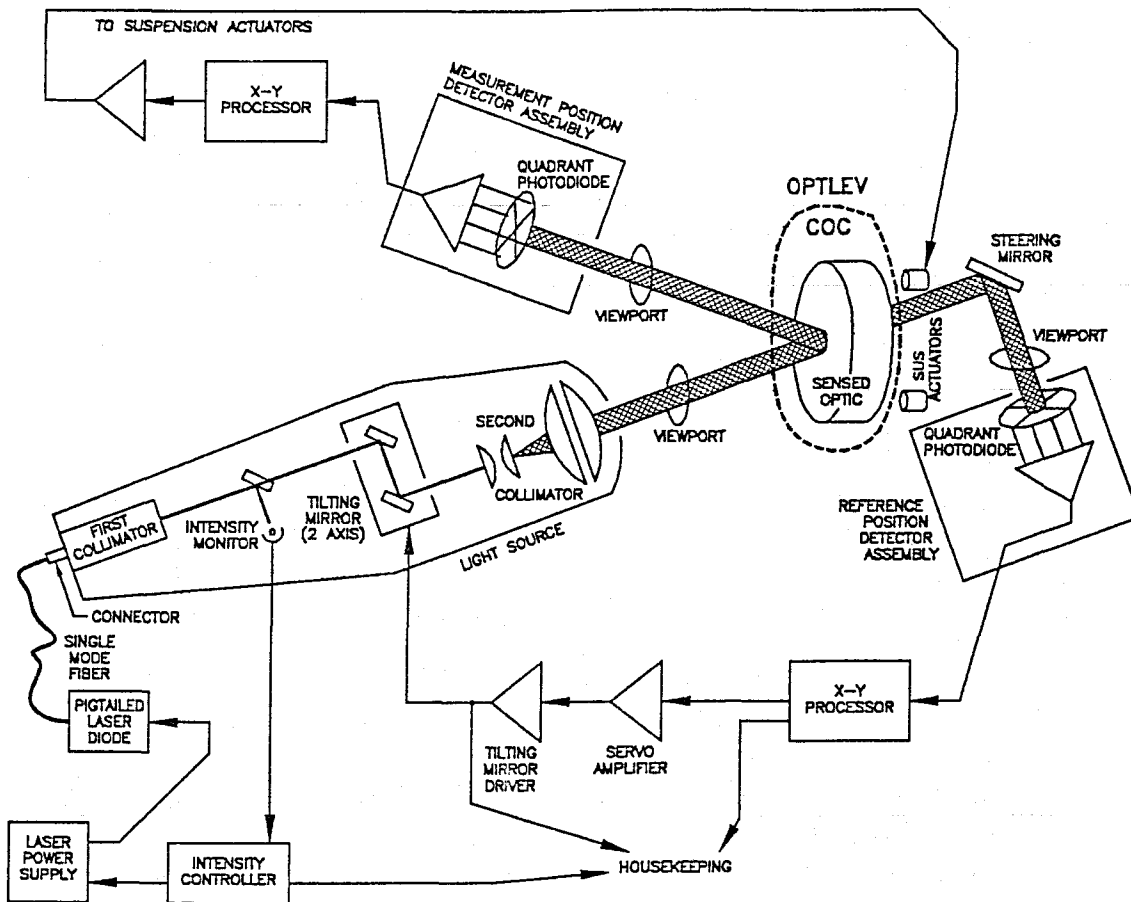 TO SUSPENSION ACTUATORS
X-Y
PROCESSOR
MEASUREMENT POSITION
DETECTOR ASSEMBLY
QUADRANT
PHOTODIODE
VIEWPORT
OPTLEV
COC
SENSED
OPTIC
SUS
ACTUATORS
STEERING
MIRROR
VIEWPORT
QUADRANT
PHOTODIODE
REFERENCE
POSITION
DETECTOR
ASSEMBLY
VIEWPORT
SECOND
COLLIMATOR
TILTING
MIRROR
(2 AXIS)
INTENSITY
MONITOR
FIRST
COLLIMATOR
LIGHT SOURCE
CONNECTOR
SINGLE
MODE
FIBER
PIGTAILED
LASER
DIODE
TILTING
MIRROR
DRIVER
SERVO
AMPLIFIER
X-Y
PROCESSOR
LASER
POWER
SUPPLY
INTENSITY
CONTROLLER
HOUSEKEEPING